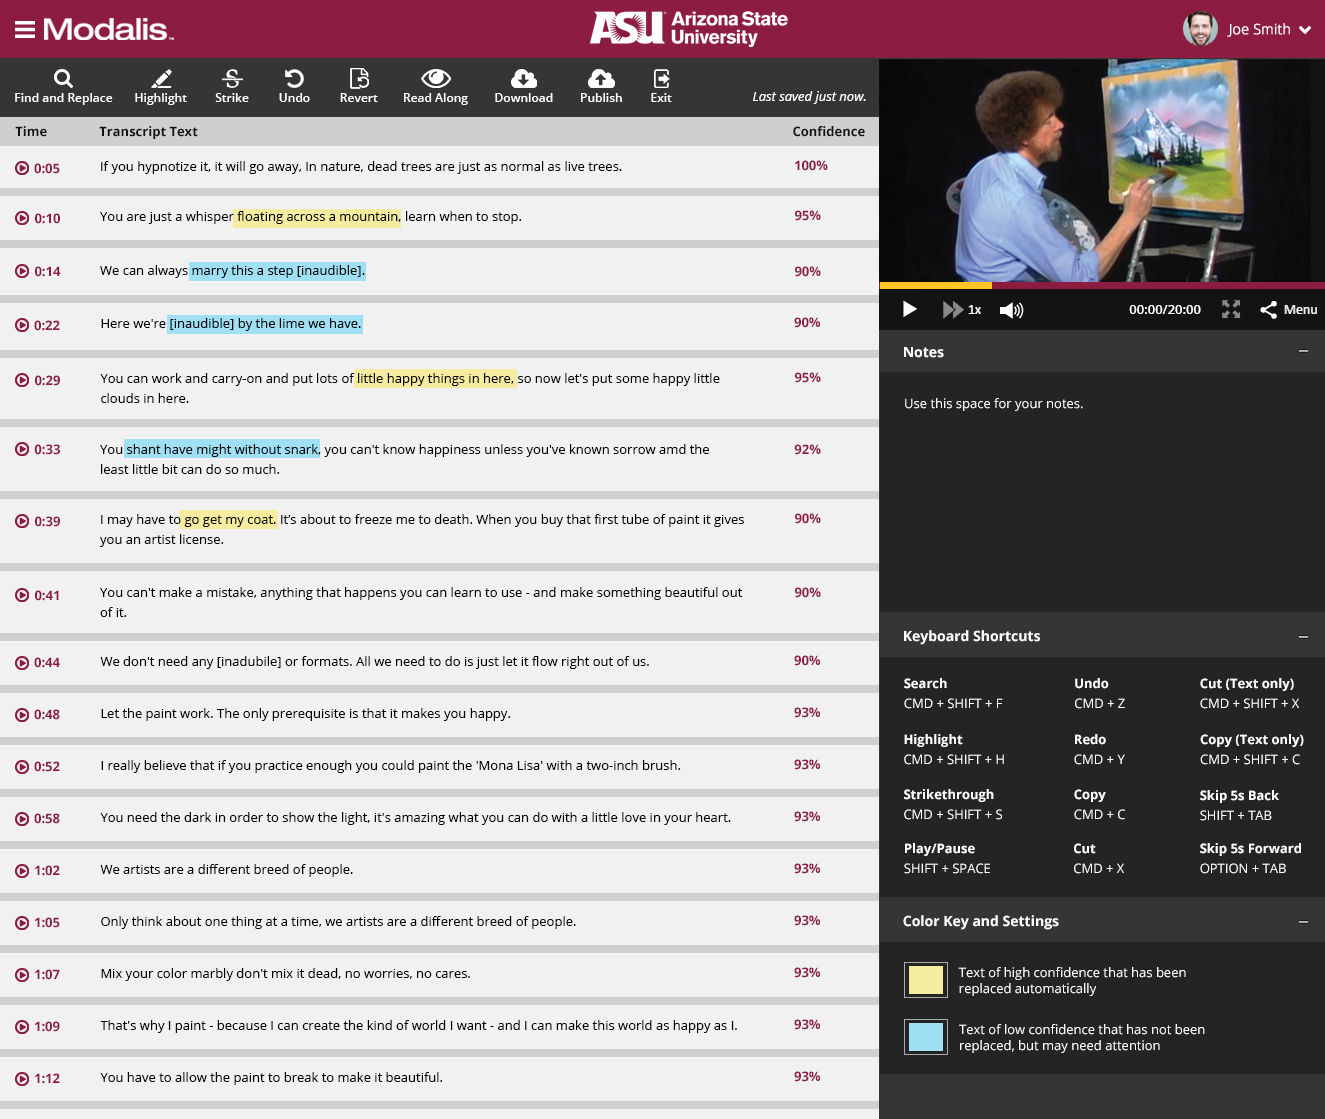 Modalis™
ASU Arizona State University
Joe Smith
Find and Replace Highlight Strike Undo Revert Read Along Download Publish Exit Last saved just now.
Time Transcript Text Confidence
0:05 If you hypnotize it, it will go away, In nature, dead trees are just as normal as live trees. 100%
0:10 You are just a whisper floating across a mountain, learn when to stop. 95%
0:14 We can always marry this a step [inaudible]. 90%
0:22 Here we're [inaudible] by the lime we have. 90%
0:29 You can work and carry-on and put lots of little happy things in here, so now let's put some happy little 95%
clouds in here.
0:33 You shant have might without snark, you can't know happiness unless you've known sorrow amd the 92%
least little bit can do so much.
0:39 I may have to go get my coat. It's about to freeze me to death. When you buy that first tube of paint it gives 90%
you an artist license.
0:41 You can't make a mistake, anything that happens you can learn to use - and make something beautiful out 90%
of it.
0:44 We don't need any [inadubile] or formats. All we need to do is just let it flow right out of us. 90%
0:48 Let the paint work. The only prerequisite is that it makes you happy. 93%
0:52 I really believe that if you practice enough you could paint the 'Mona Lisa' with a two-inch brush. 93%
0:58 You need the dark in order to show the light, it's amazing what you can do with a little love in your heart. 93%
1:02 We artists are a different breed of people. 93%
1:05 Only think about one thing at a time, we artists are a different breed of people. 93%
1:07 Mix your color marbly don't mix it dead, no worries, no cares. 93%
1:09 That's why I paint - because I can create the kind of world I want - and I can make this world as happy as I. 93%
1:12 You have to allow the paint to break to make it beautiful. 93%
1x 00:00/20:00 Menu
Notes
Use this space for your notes.
Keyboard Shortcuts
Search Undo Cut (Text only)
CMD + SHIFT + F CMD + Z CMD + SHIFT + X
Highlight Redo Copy (Text only)
CMD + SHIFT + H CMD + Y CMD + SHIFT + C
Strikethrough Copy Skip 5s Back
CMD + SHIFT + S CMD + C SHIFT + TAB
Play/Pause Cut Skip 5s Forward
SHIFT + SPACE CMD + X OPTION + TAB
Color Key and Settings
Text of high confidence that has been
replaced automatically
Text of low confidence that has not been
replaced, but may need attention